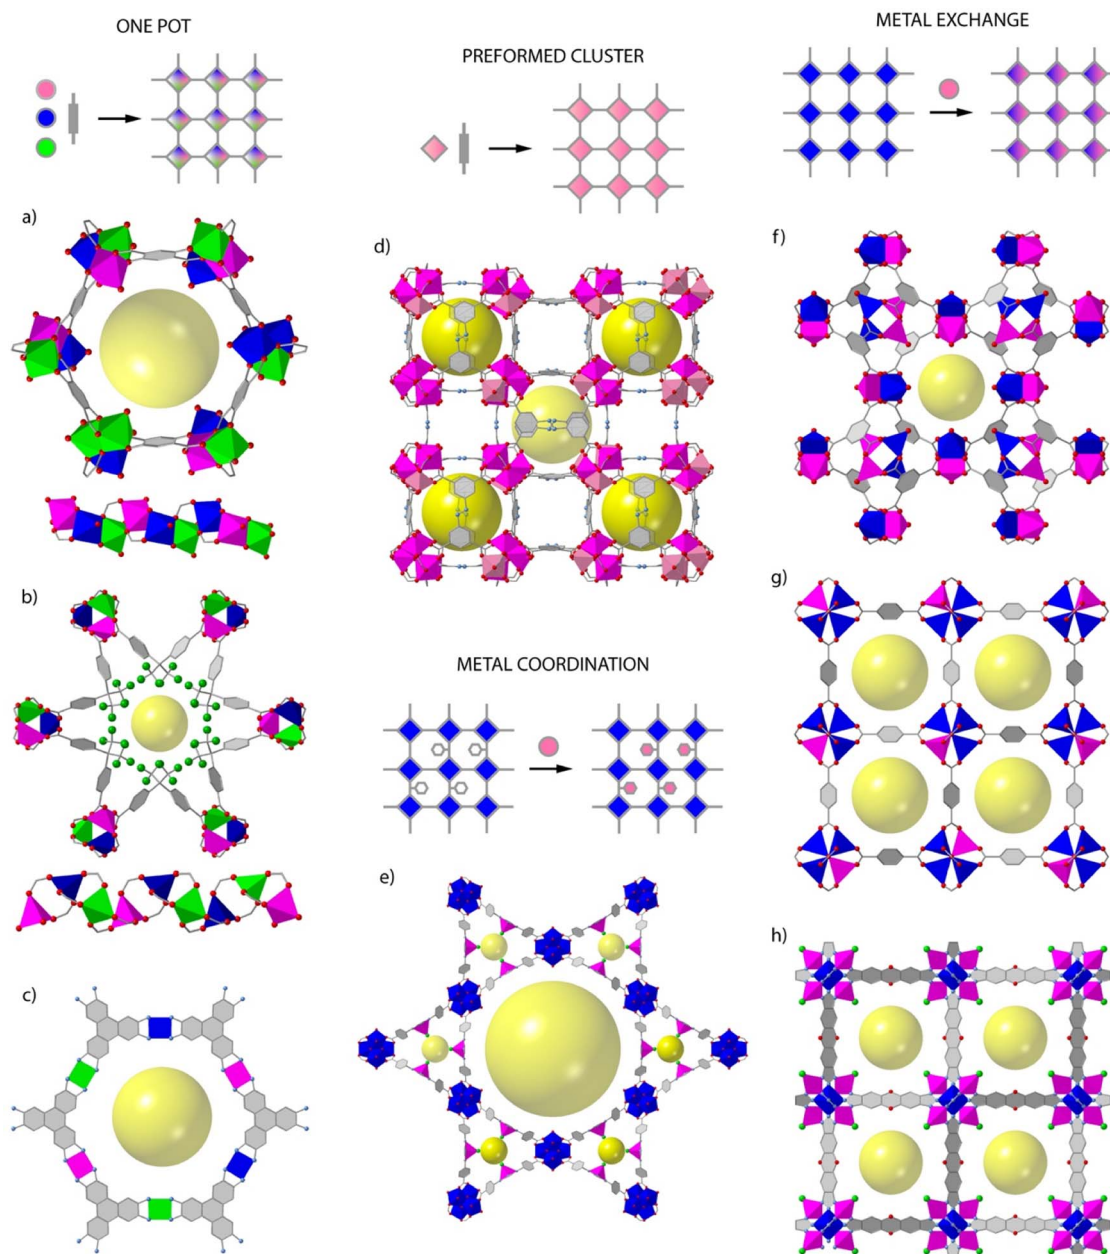 ONE POT
a)
b)
c)
PREFORMED CLUSTER
d)
METAL COORDINATION
e)
METAL EXCHANGE
f)
g)
h)